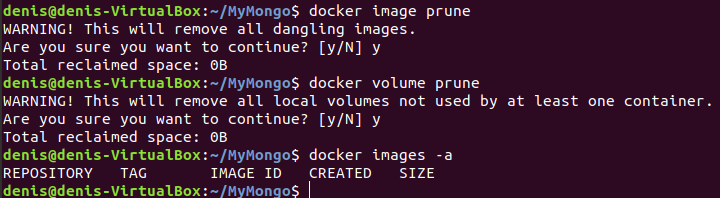 denis@denis-VirtualBox:~/MyMongo$ docker image prune
WARNING! This will remove all dangling images.
Are you sure you want to continue? [y/N] y
Total reclaimed space: 0B
denis@denis-VirtualBox:~/MyMongo$ docker volume prune
WARNING! This will remove all local volumes not used by at least one container.
Are you sure you want to continue? [y/N] y
Total reclaimed space: 0B
denis@denis-VirtualBox:~/MyMongo$ docker images -a
REPOSITORY   TAG       IMAGE ID   CREATED   SIZE
denis@denis-VirtualBox:~/MyMongo$